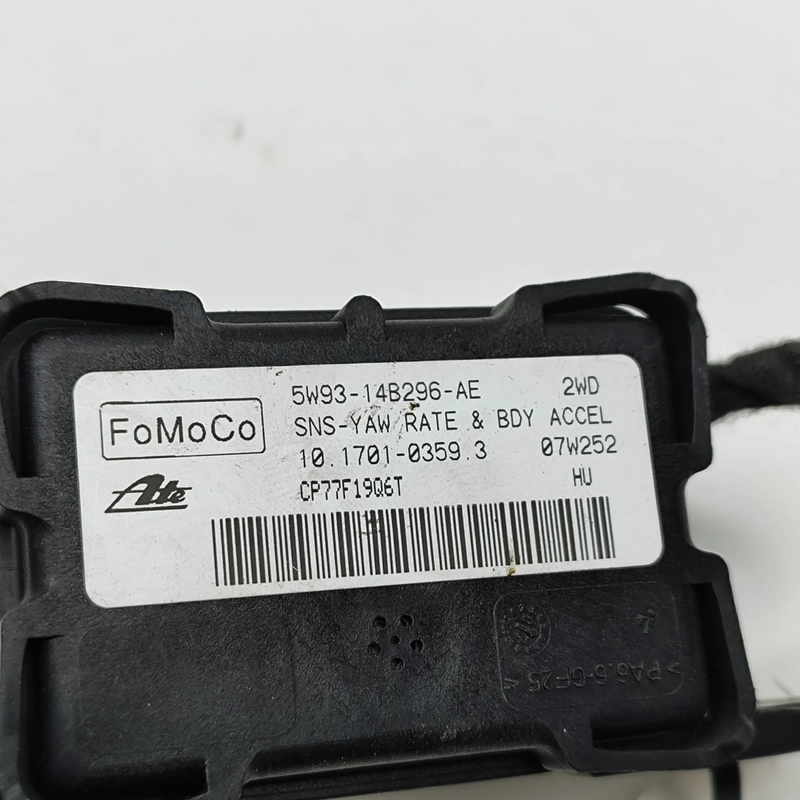 5W93-14B296-AE 2WD
FoMoCo
SNS-YAW RATE & BDY ACCEL
10.1701-0359.3 07W252
Ate
CP77F19Q6T HU
4
>PA6.6-GF25<